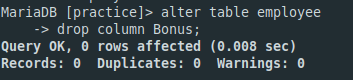 MariaDB [practice]> alter table employee
    -> drop column Bonus;
Query OK, 0 rows affected (0.008 sec)
Records: 0  Duplicates: 0  Warnings: 0